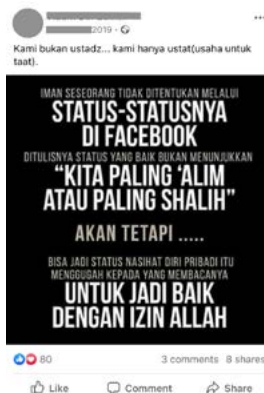 2019 ·
Kami bukan ustadz... kami hanya ustat(usaha untuk
taat).
IMAN SESEORANG TIDAK DITENTUKAN MELALUI
STATUS-STATUSNYA
DI FACEBOOK
DITULISNYA STATUS YANG BAIK BUKAN MENUNJUKKAN
“KITA PALING ‘ALIM
ATAU PALING SHALIH”
AKAN TETAPI .....
BISA JADI STATUS NASIHAT DIRI PRIBADI ITU
MENGGUGAH KEPADA YANG MEMBACANYA
UNTUK JADI BAIK
DENGAN IZIN ALLAH
80 3 comments 8 shares
Like Comment Share